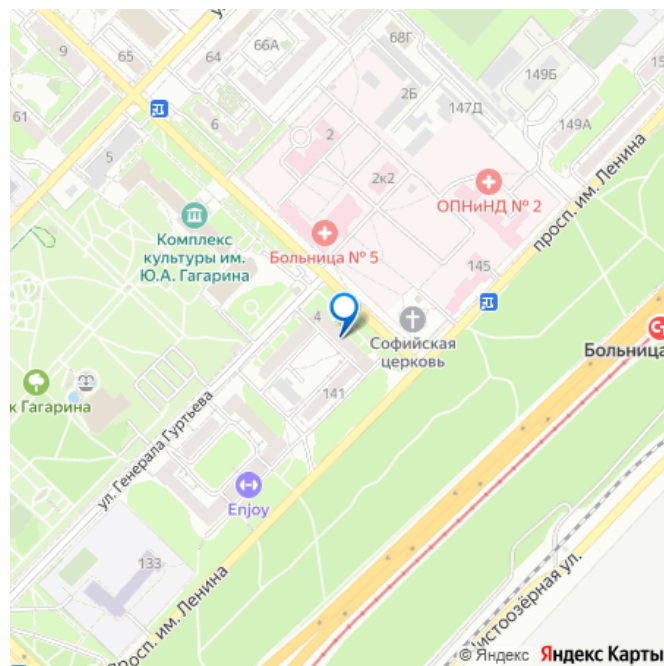 9
65
64
66А
68Г
149Б
15
61
6
2Б
147Д
149А
5
2
2к2
ОПНиНД № 2
просп. им. Ленина
Комплекс
культуры им.
Ю.А. Гагарина
Больница № 5
145
4
Софийская
церковь
Больница
к Гагарина
141
ул. Генерала Гуртьева
Enjoy
133
просп. им. Ленина
Чистоозёрная ул.
© Яндекс Яндекс Карты